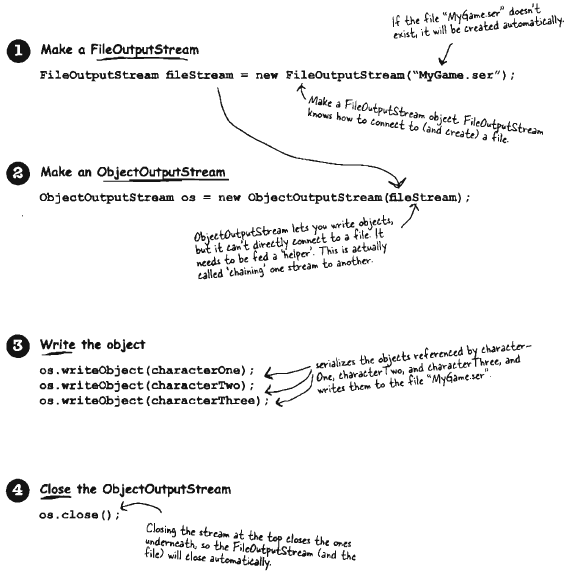 If the file "MyGame.ser" doesn't
exist, it will be created automatically.
1 Make a FileOutputStream
FileOutputStream fileStream = new FileOutputStream("MyGame.ser");
Make a FileOutputStream object. FileOutputStream
knows how to connect to (and create) a file.
2 Make an ObjectOutputStream
ObjectOutputStream os = new ObjectOutputStream(fileStream);
ObjectOutputStream lets you write objects,
but it can't directly connect to a file. It
needs to be fed a 'helper'. This is actually
called 'chaining' one stream to another.
3 Write the object
os.writeObject(characterOne);
os.writeObject(characterTwo);
os.writeObject(characterThree);
serializes the objects referenced by character-
One, characterTwo, and characterThree, and
writes them to the file "MyGame.ser".
4 Close the ObjectOutputStream
os.close();
Closing the stream at the top closes the ones
underneath, so the FileOutputStream (and the
file) will close automatically.